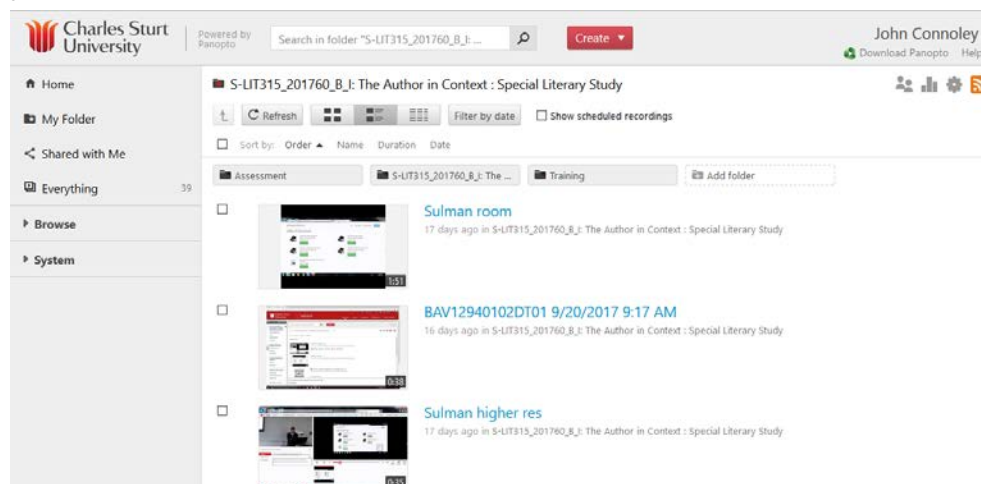 Charles Sturt
University
Powered by
Panopto
Search in folder "S-LIT315_201760_B_I: ...
Create
John Connoley
Download Panopto Help
Home
My Folder
Shared with Me
Everything 39
Browse
System
S-LIT315_201760_B_I: The Author in Context : Special Literary Study
Refresh Filter by date Show scheduled recordings
Sort by: Order Name Duration Date
Assessment S-LIT315_201760_B_I: The ... Training Add folder
Sulman room
17 days ago in S-LIT315_201760_B_I: The Author in Context : Special Literary Study
1:51
BAV12940102DT01 9/20/2017 9:17 AM
16 days ago in S-LIT315_201760_B_I: The Author in Context : Special Literary Study
0:38
Sulman higher res
17 days ago in S-LIT315_201760_B_I: The Author in Context : Special Literary Study
0:35